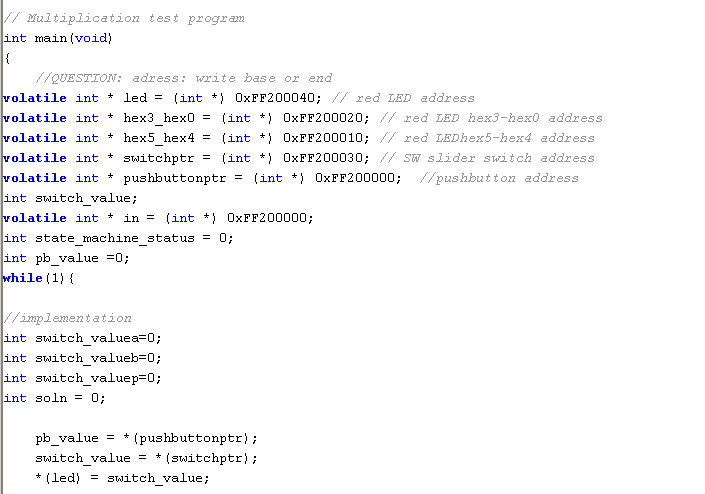 // Multiplication test program
int main(void)
{
//QUESTION: adress: write base or end
volatile int * led = (int *) 0xFF200040; // red LED address
volatile int * hex3_hex0 = (int *) 0xFF200020; // red LED hex3-hex0 address
volatile int * hex5_hex4 = (int *) 0xFF200010; // red LEDhex5-hex4 address
volatile int * switchptr = (int *) 0xFF200030; // SW slider switch address
volatile int * pushbuttonptr = (int *) 0xFF200000; //pushbutton address
int switch_value;
volatile int * in = (int *) 0xFF200000;
int state_machine_status = 0;
int pb_value =0;
while(1){
//implementation
int switch_valuea=0;
int switch_valueb=0;
int switch_valuep=0;
int soln = 0;
pb_value = *(pushbuttonptr);
switch_value = *(switchptr);
*(led) = switch_value;